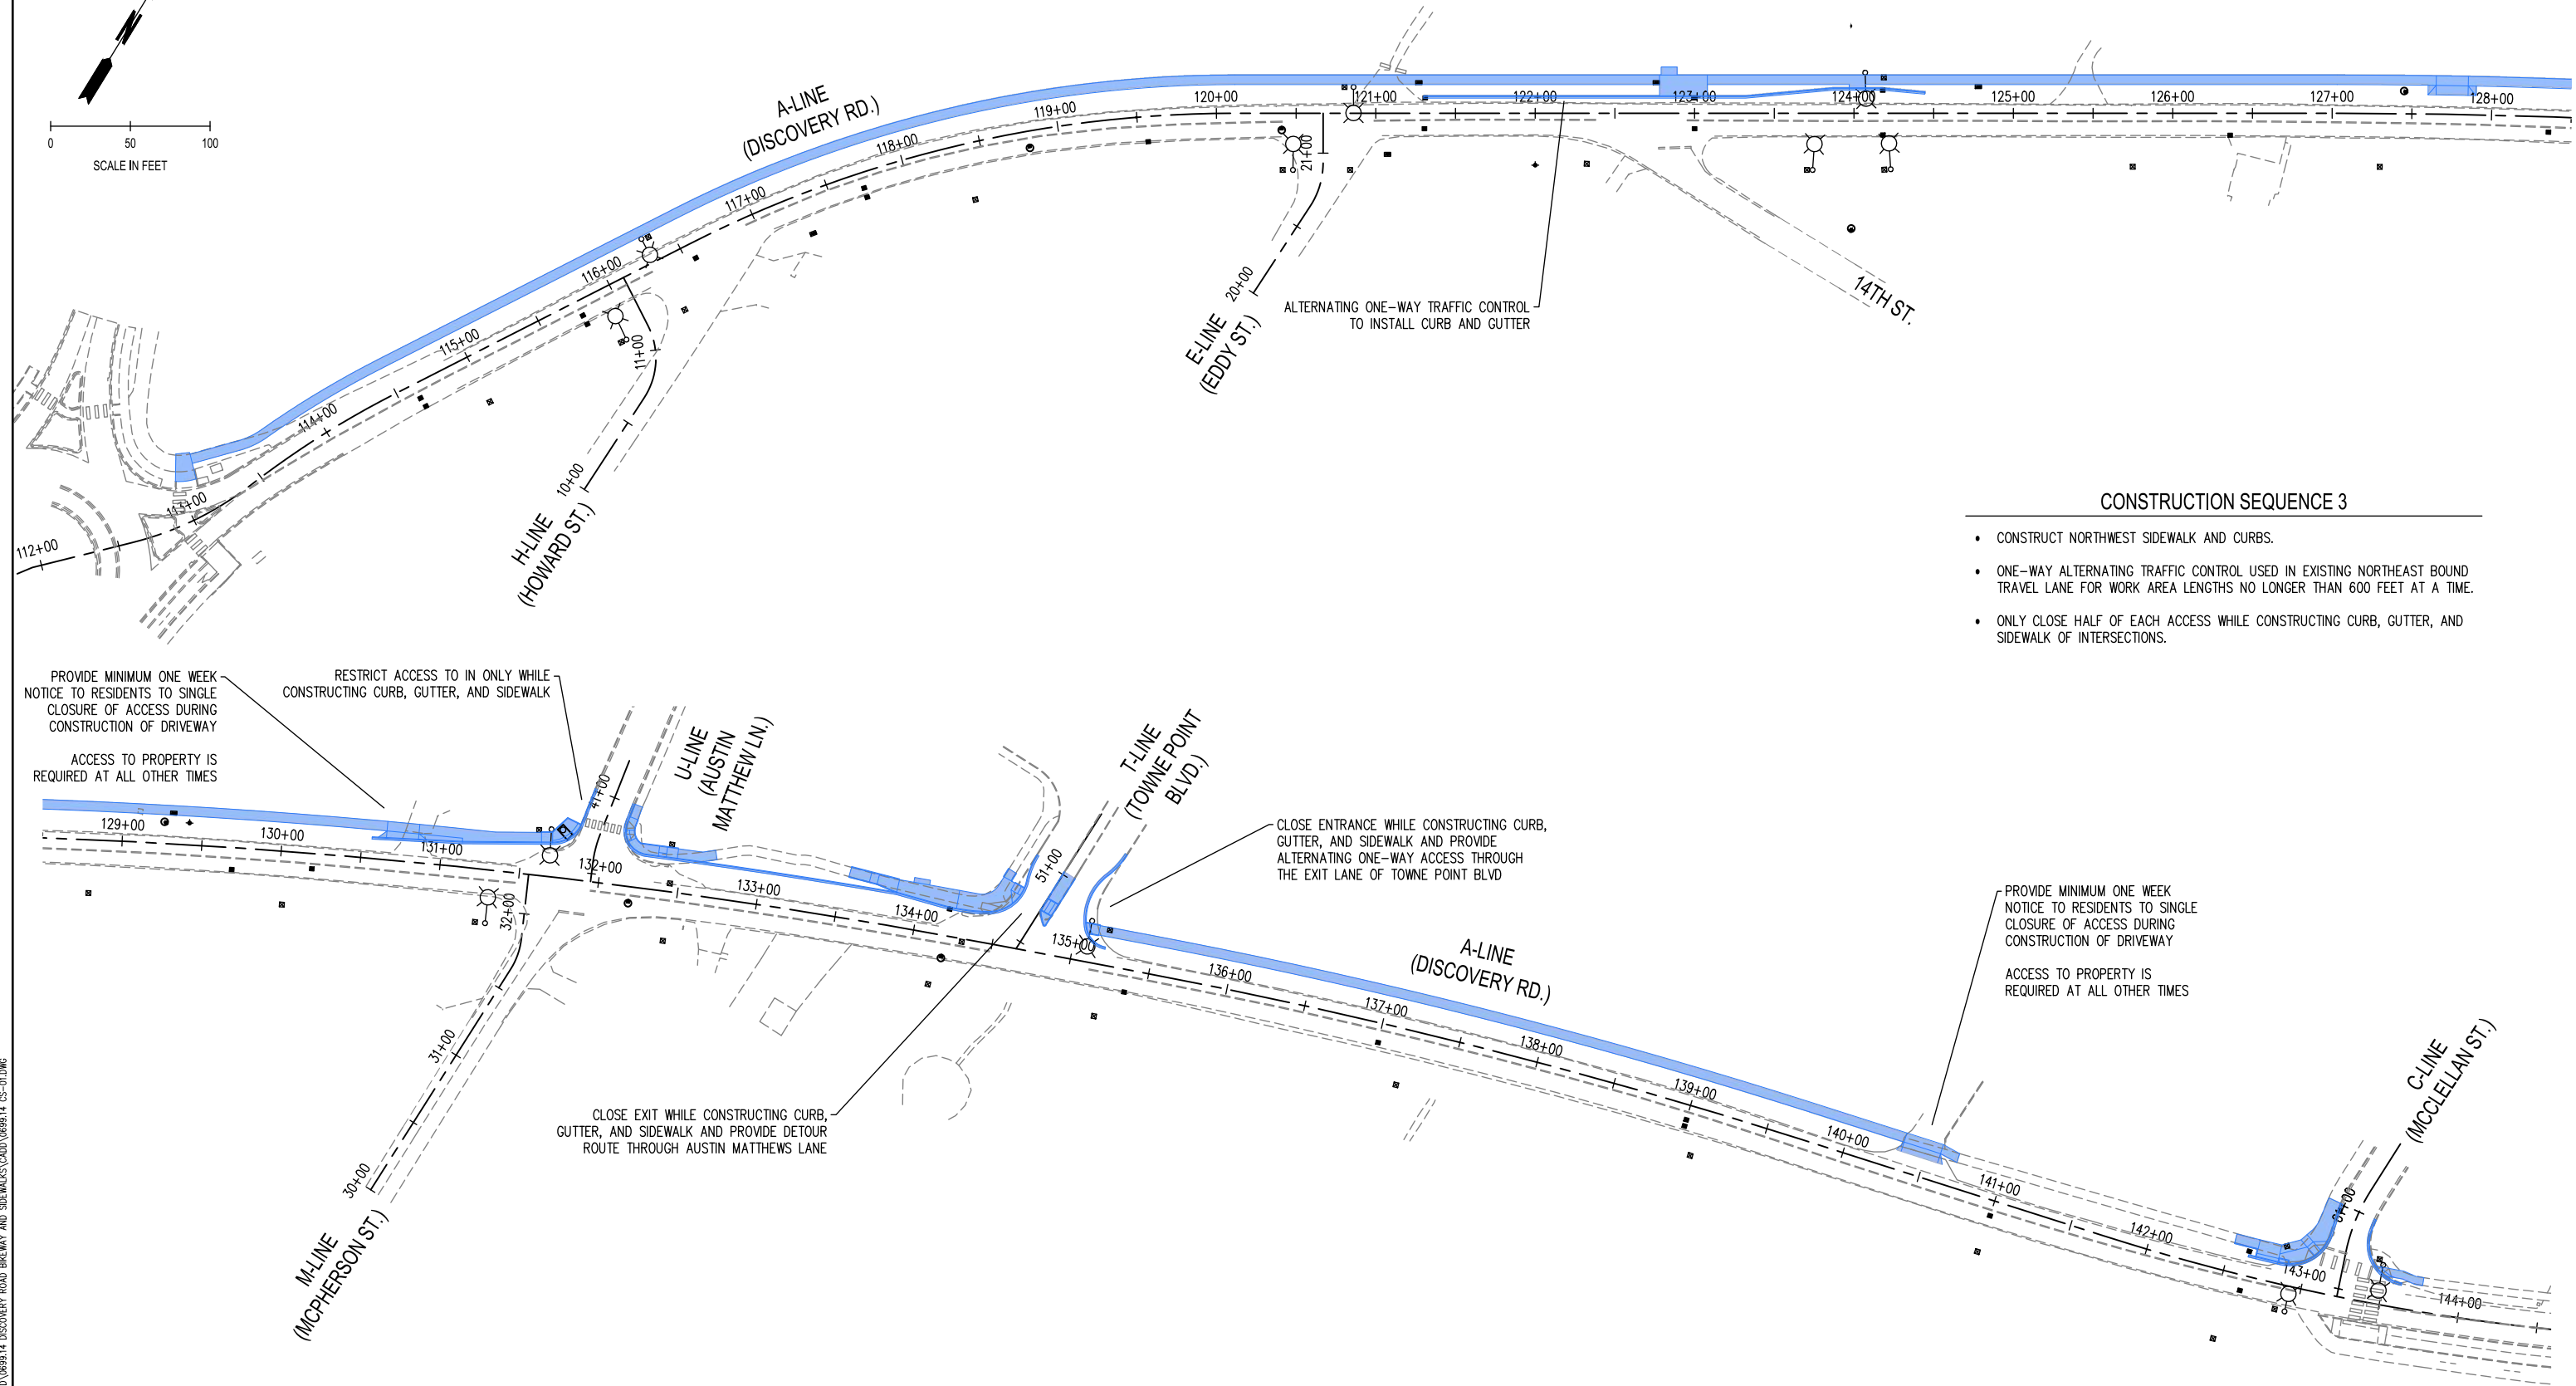 0 50 100
SCALE IN FEET
A-LINE
(DISCOVERY RD.)
112+00
113+00
114+00
115+00
116+00
117+00
118+00
119+00
120+00
121+00
122+00
123+00
124+00
125+00
126+00
127+00
128+00
11+00
10+00
H-LINE
(HOWARD ST.)
21+00
20+00
E-LINE
(EDDY ST.)
ALTERNATING ONE-WAY TRAFFIC CONTROL
TO INSTALL CURB AND GUTTER
14TH ST.
CONSTRUCTION SEQUENCE 3
• CONSTRUCT NORTHWEST SIDEWALK AND CURBS.
• ONE-WAY ALTERNATING TRAFFIC CONTROL USED IN EXISTING NORTHEAST BOUND
TRAVEL LANE FOR WORK AREA LENGTHS NO LONGER THAN 600 FEET AT A TIME.
• ONLY CLOSE HALF OF EACH ACCESS WHILE CONSTRUCTING CURB, GUTTER, AND
SIDEWALK OF INTERSECTIONS.
PROVIDE MINIMUM ONE WEEK
NOTICE TO RESIDENTS TO SINGLE
CLOSURE OF ACCESS DURING
CONSTRUCTION OF DRIVEWAY
ACCESS TO PROPERTY IS
REQUIRED AT ALL OTHER TIMES
RESTRICT ACCESS TO IN ONLY WHILE
CONSTRUCTING CURB, GUTTER, AND SIDEWALK
U-LINE
(AUSTIN
MATTHEW LN.)
41+00
T-LINE
(TOWNE POINT
BLVD.)
51+00
CLOSE ENTRANCE WHILE CONSTRUCTING CURB,
GUTTER, AND SIDEWALK AND PROVIDE
ALTERNATING ONE-WAY ACCESS THROUGH
THE EXIT LANE OF TOWNE POINT BLVD
129+00
130+00
131+00
132+00
133+00
134+00
135+00
136+00
137+00
138+00
139+00
140+00
141+00
142+00
143+00
144+00
A-LINE
(DISCOVERY RD.)
PROVIDE MINIMUM ONE WEEK
NOTICE TO RESIDENTS TO SINGLE
CLOSURE OF ACCESS DURING
CONSTRUCTION OF DRIVEWAY
ACCESS TO PROPERTY IS
REQUIRED AT ALL OTHER TIMES
32+00
31+00
30+00
M-LINE
(MCPHERSON ST.)
CLOSE EXIT WHILE CONSTRUCTING CURB,
GUTTER, AND SIDEWALK AND PROVIDE DETOUR
ROUTE THROUGH AUSTIN MATTHEWS LANE
C-LINE
(MCCLELLAN ST.)
61+00
DISCOVERY ROAD BIKEWAY AND SIDEWALKS\CADD\0699.14 CS-01.DWG